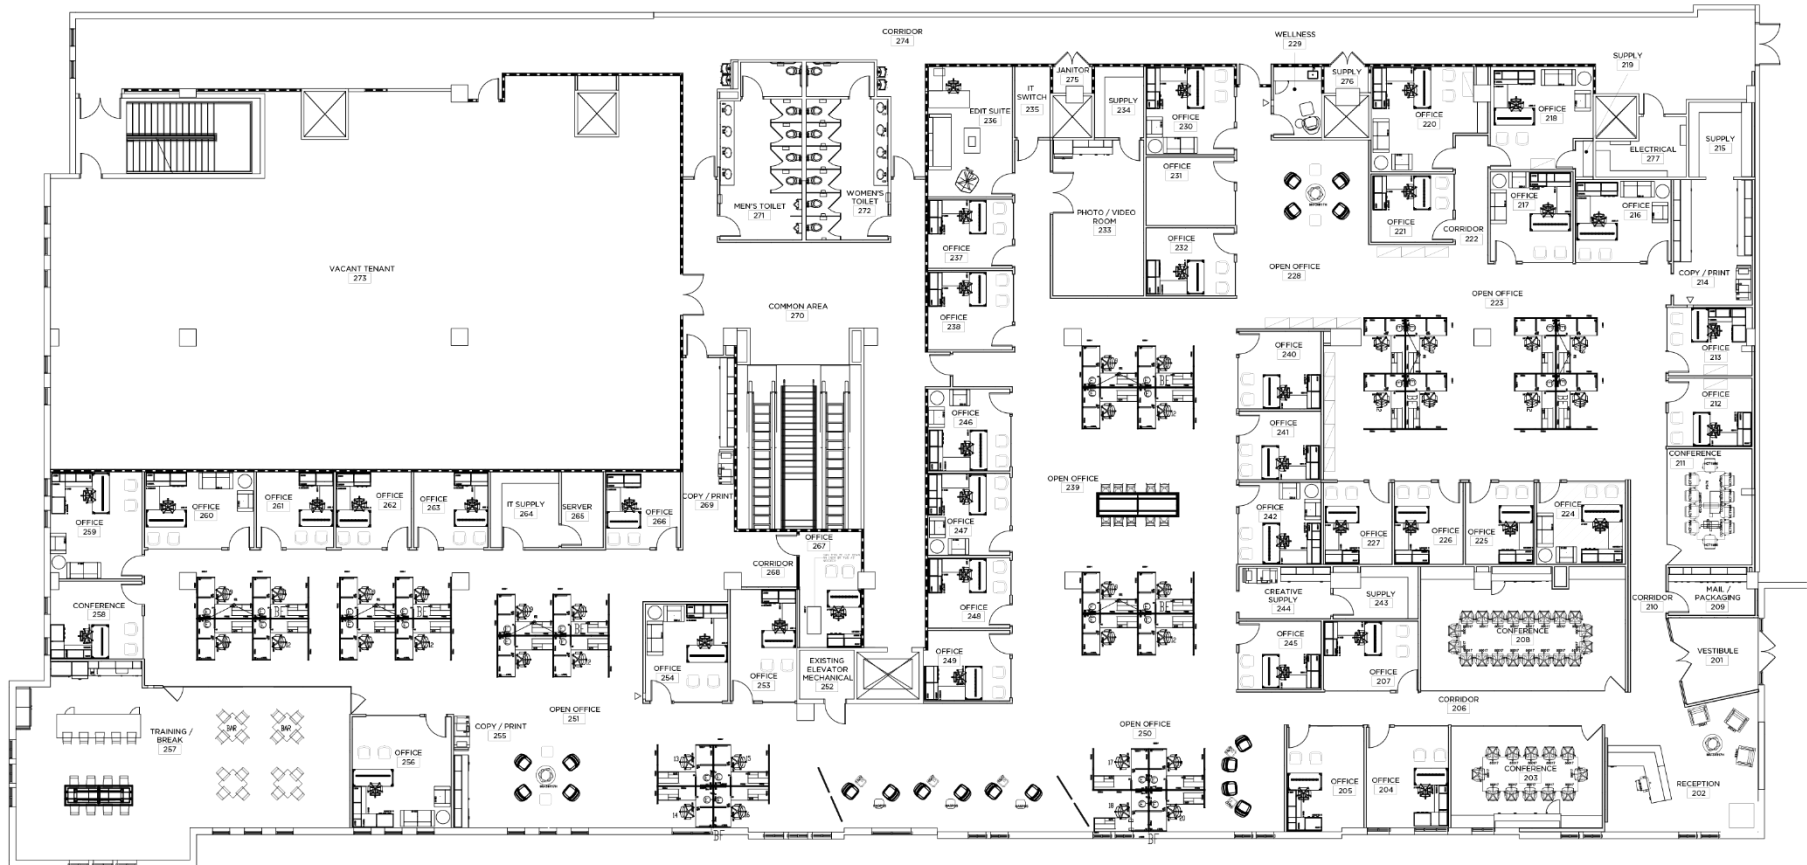 CORRIDOR
274
WELLNESS
229
SUPPLY
219
JANITOR
275
SUPPLY
276
IT
SWITCH
235
SUPPLY
234
EDIT SUITE
236
OFFICE
230
OFFICE
220
OFFICE
218
SUPPLY
215
ELECTRICAL
277
OFFICE
231
MEN'S TOILET
271
WOMEN'S
TOILET
272
PHOTO / VIDEO
ROOM
233
OFFICE
217
OFFICE
216
OFFICE
221
CORRIDOR
222
OFFICE
232
OFFICE
237
VACANT TENANT
273
OPEN OFFICE
228
COPY / PRINT
214
OPEN OFFICE
223
COMMON AREA
270
OFFICE
238
OFFICE
240
OFFICE
213
OFFICE
212
OFFICE
246
OFFICE
241
CONFERENCE
211
OPEN OFFICE
239
COPY / PRINT
269
OFFICE
259
OFFICE
260
OFFICE
261
OFFICE
262
OFFICE
263
IT SUPPLY
264
SERVER
265
OFFICE
266
OFFICE
247
OFFICE
242
OFFICE
227
OFFICE
226
OFFICE
225
OFFICE
224
OFFICE
267
CORRIDOR
268
CONFERENCE
258
OFFICE
248
CREATIVE
SUPPLY
244
SUPPLY
243
CORRIDOR
210
MAIL /
PACKAGING
209
CONFERENCE
208
OFFICE
245
OFFICE
207
VESTIBULE
201
OFFICE
254
OFFICE
253
EXISTING
ELEVATOR
MECHANICAL
252
OFFICE
249
CORRIDOR
206
OPEN OFFICE
251
OPEN OFFICE
250
TRAINING /
BREAK
257
BAR
BAR
COPY / PRINT
255
OFFICE
256
OFFICE
205
OFFICE
204
CONFERENCE
203
RECEPTION
202